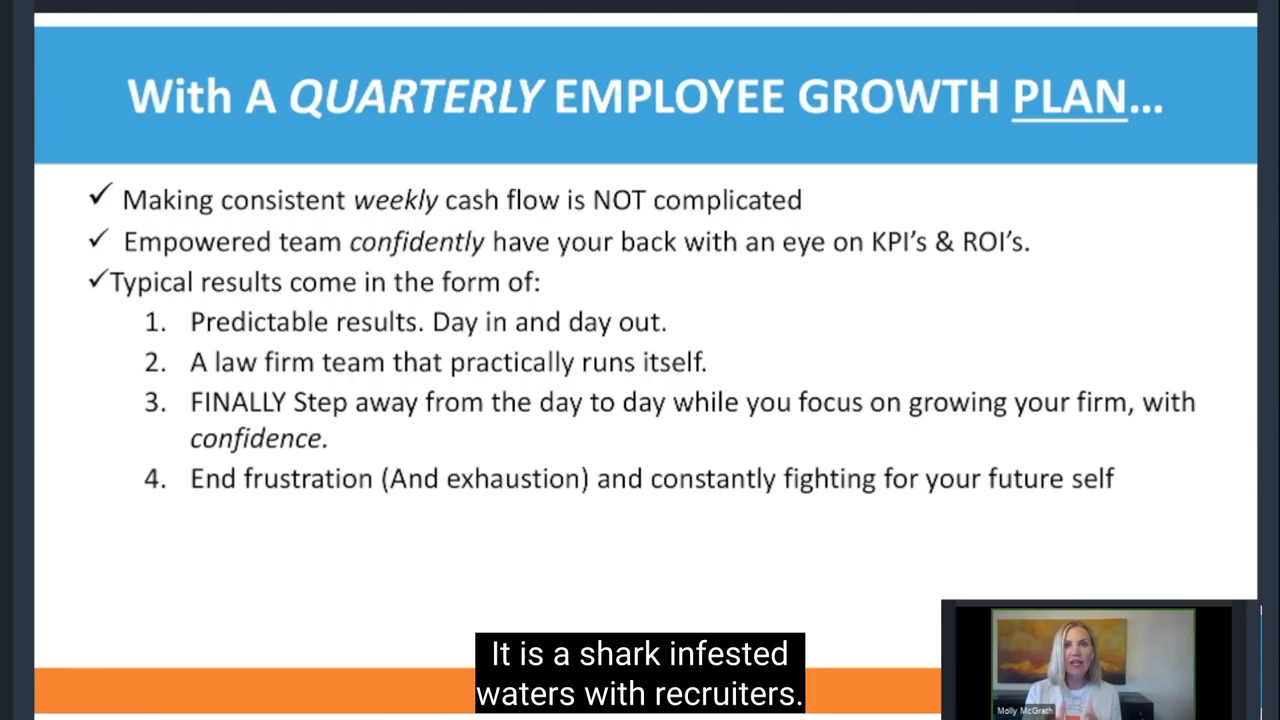 With A QUARTERLY EMPLOYEE GROWTH PLAN...
✓ Making consistent weekly cash flow is NOT complicated
✓ Empowered team confidently have your back with an eye on KPI's & ROI's.
✓Typical results come in the form of:
1. Predictable results. Day in and day out.
2. A law firm team that practically runs itself.
3. FINALLY Step away from the day to day while you focus on growing your firm, with
confidence.
4. End frustration (And exhaustion) and constantly fighting for your future self
It is a shark infested
waters with recruiters.
Molly McGrath